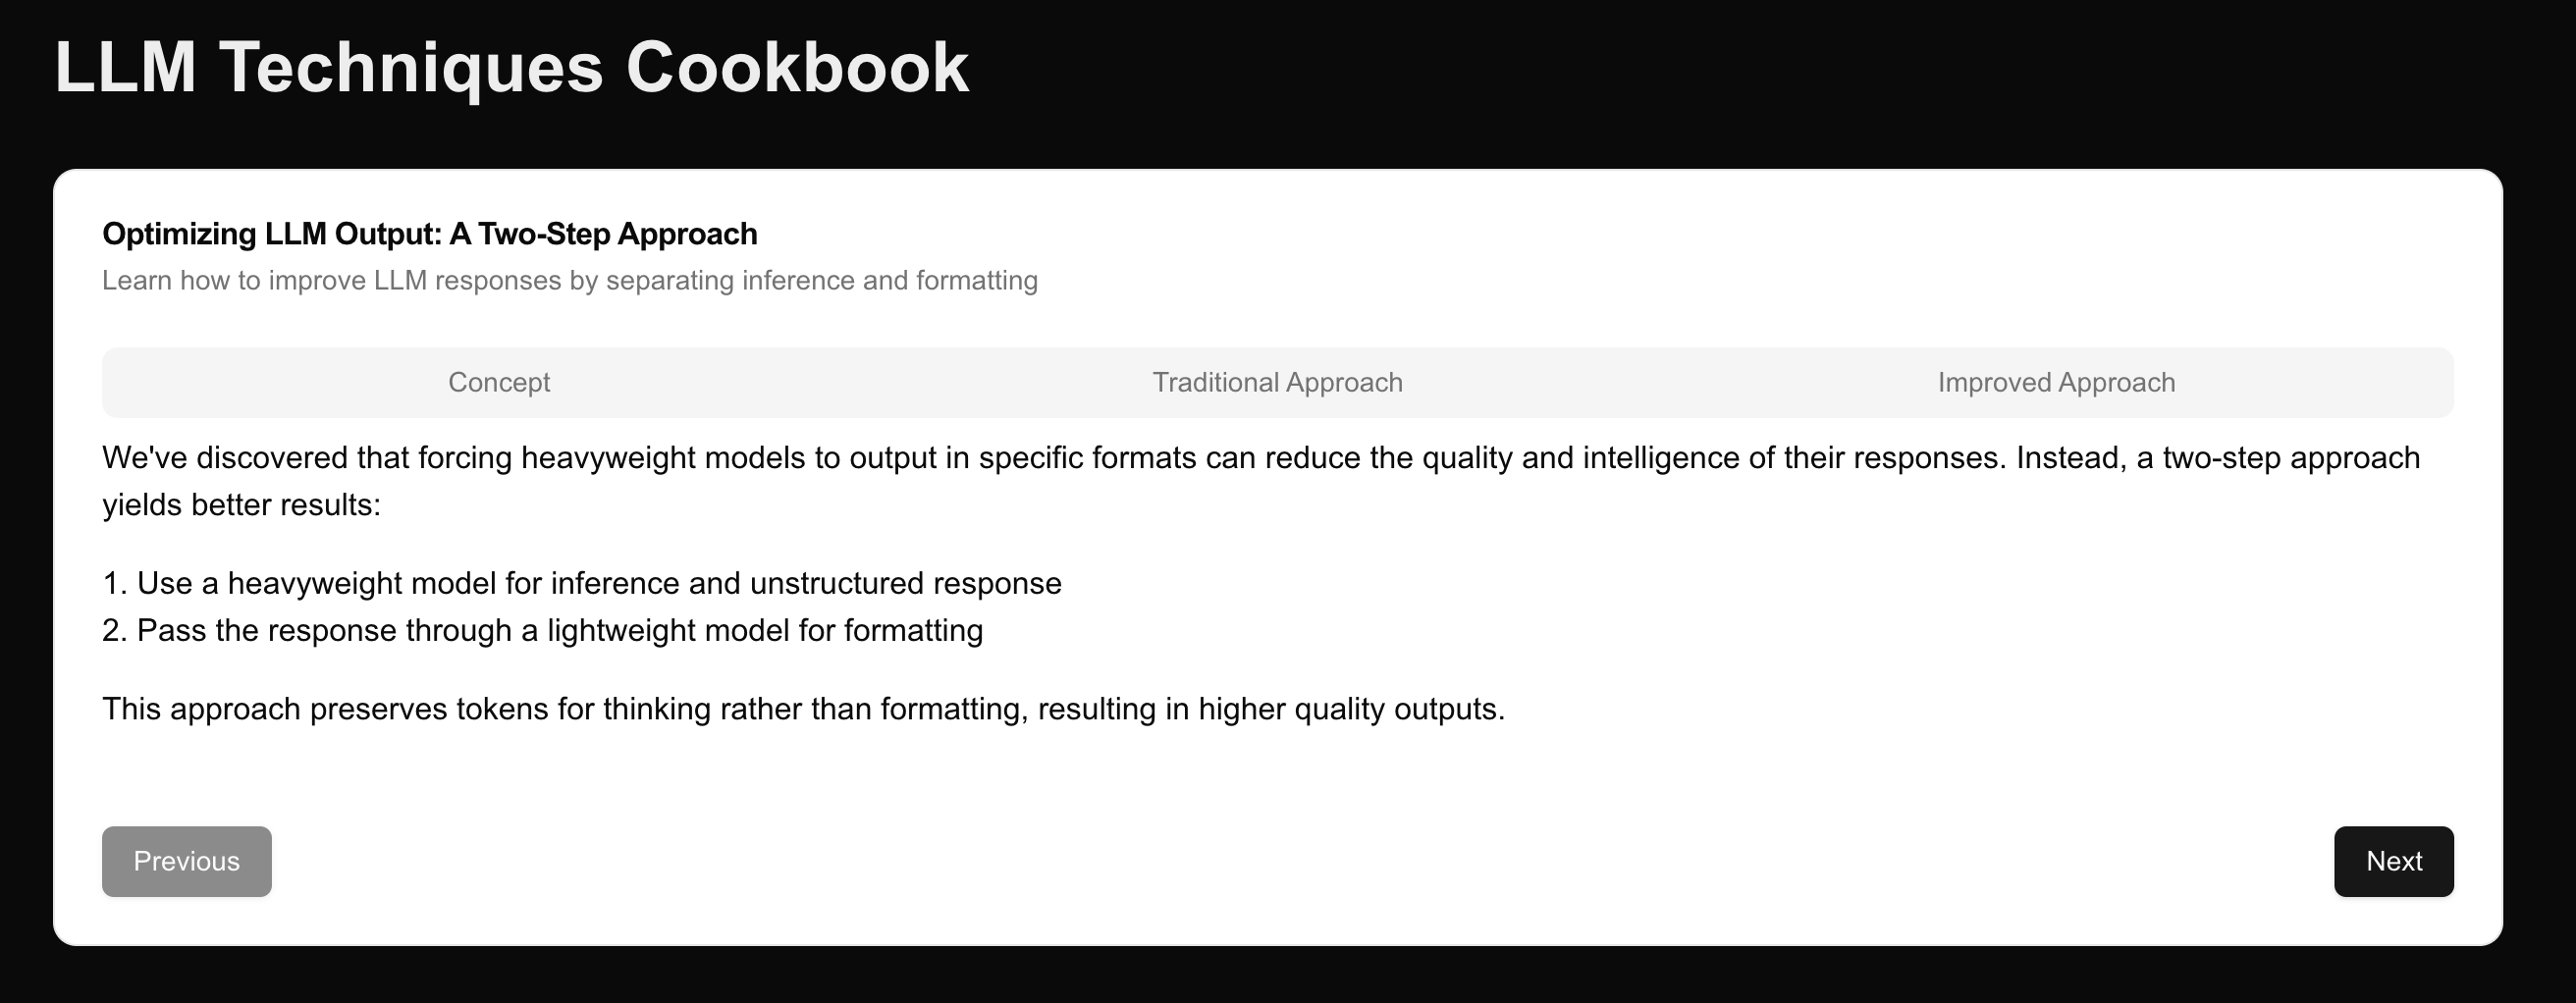 LLM Techniques Cookbook
Optimizing LLM Output: A Two-Step Approach
Learn how to improve LLM responses by separating inference and formatting
Concept
Traditional Approach
Improved Approach
We've discovered that forcing heavyweight models to output in specific formats can reduce the quality and intelligence of their responses. Instead, a two-step approach
yields better results:
1. Use a heavyweight model for inference and unstructured response
2. Pass the response through a lightweight model for formatting
This approach preserves tokens for thinking rather than formatting, resulting in higher quality outputs.
Previous
Next